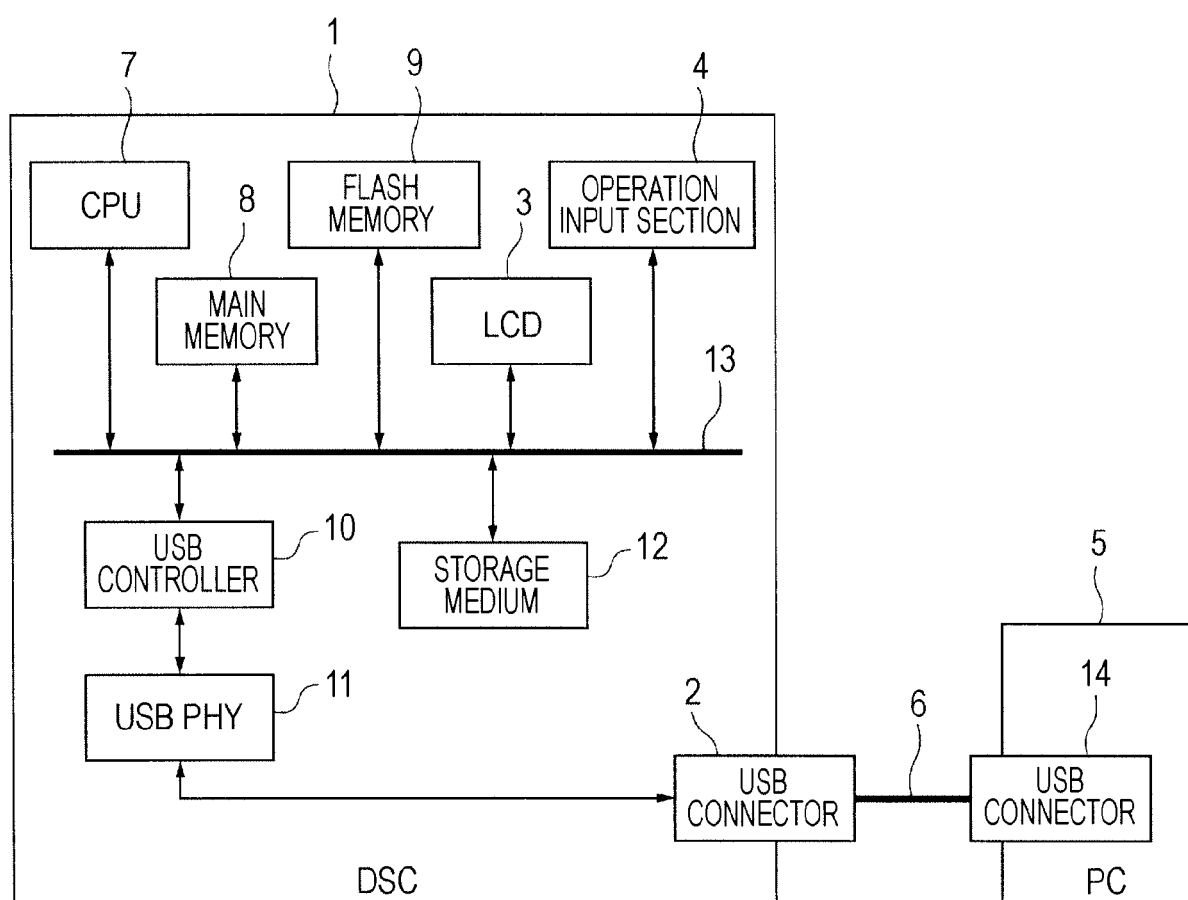 1
7
9
4
CPU
FLASH
MEMORY
OPERATION
INPUT SECTION
8
3
MAIN
MEMORY
LCD
13
USB
CONTROLLER
10
STORAGE
MEDIUM
12
5
USB PHY
11
2
6
14
USB
CONNECTOR
USB
CONNECTOR
DSC
PC